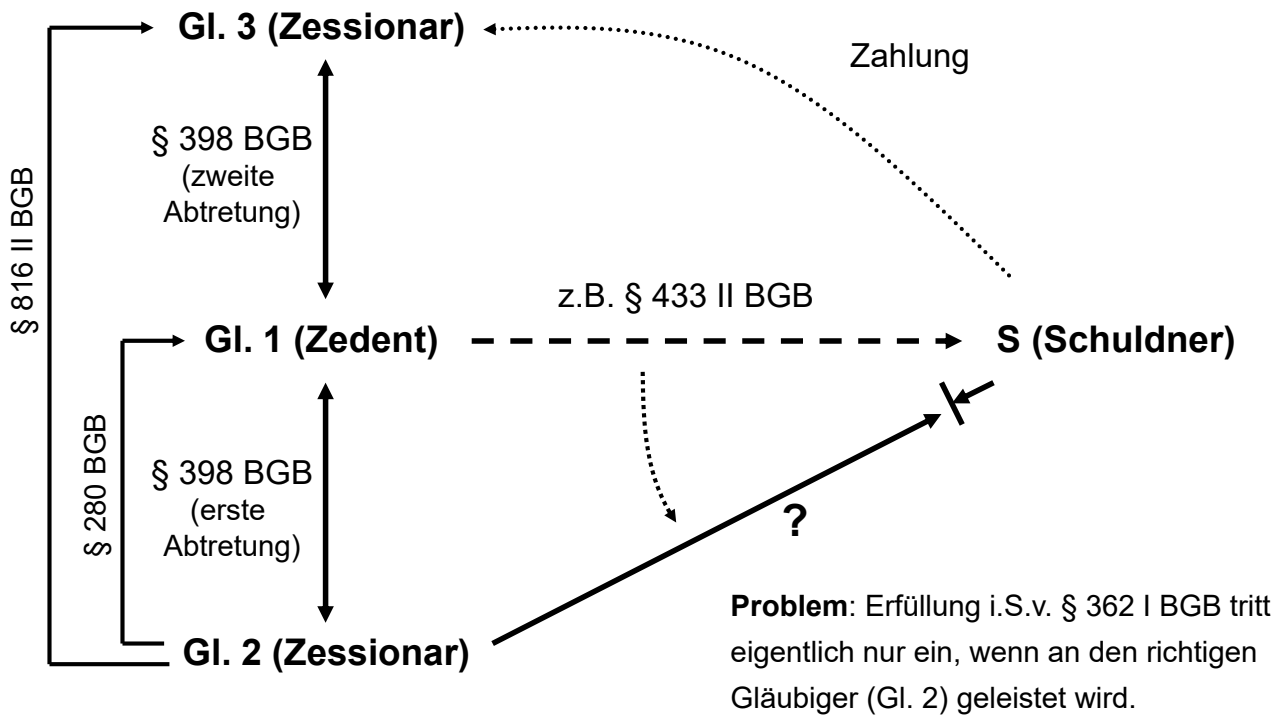 Gl. 3 (Zessionar)
Zahlung
§ 398 BGB
(zweite
Abtretung)
§ 816 II BGB
z.B. § 433 II BGB
Gl. 1 (Zedent)
S (Schuldner)
§ 280 BGB
§ 398 BGB
(erste
Abtretung)
?
Gl. 2 (Zessionar)
Problem: Erfüllung i.S.v. § 362 I BGB tritt
eigentlich nur ein, wenn an den richtigen
Gläubiger (Gl. 2) geleistet wird.